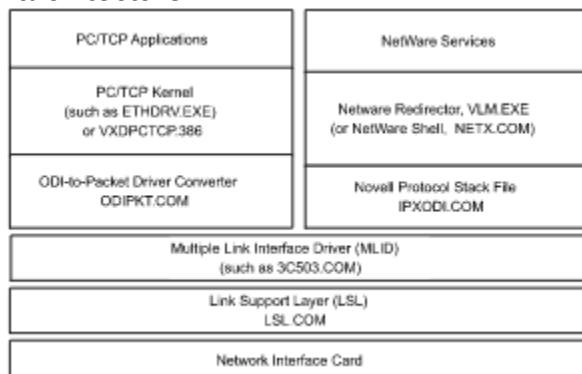 PC/TCP Applications
PC/TCP Kernel
(such as ETHDRV.EXE)
or VXDPCTCP.386
ODI-to-Packet Driver Converter
ODIPKT.COM
NetWare Services
Netware Redirector, VLM.EXE
(or NetWare Shell, NETX.COM)
Novell Protocol Stack File
IPXODI.COM
Multiple Link Interface Driver (MLID)
(such as 3C503.COM)
Link Support Layer (LSL)
LSL.COM
Network Interface Card